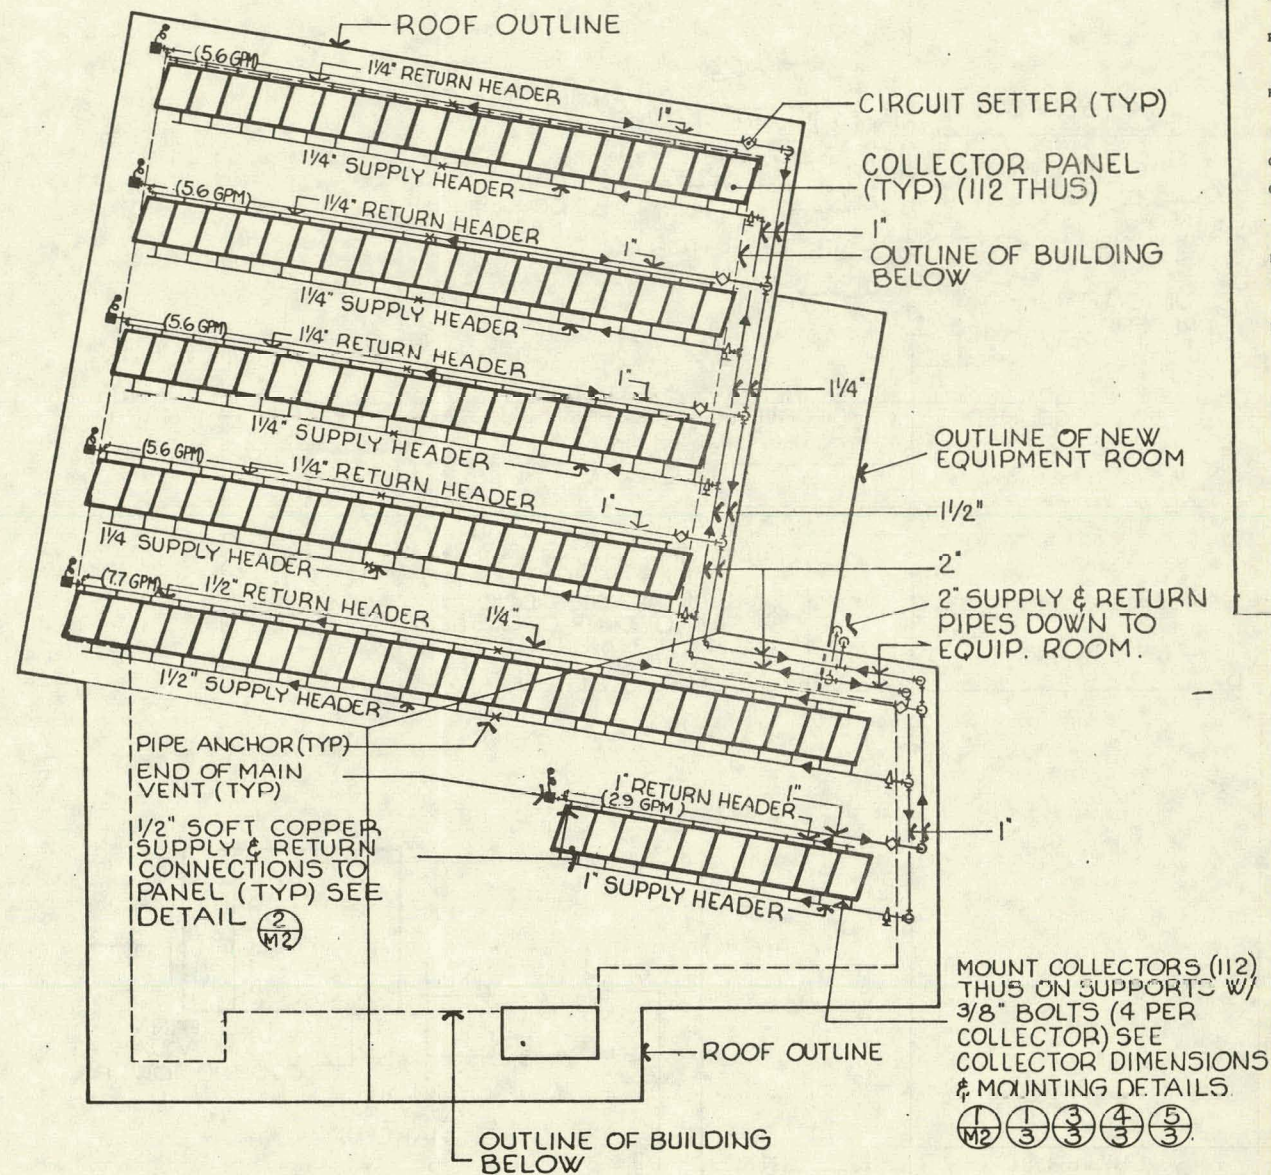 ROOF OUTLINE
(5.6 GPM)
1¼" RETURN HEADER
1"
CIRCUIT SETTER (TYP)
1¼" SUPPLY HEADER
COLLECTOR PANEL
(TYP) (112 THUS)
(5.6 GPM)
1¼" RETURN HEADER
1"
1"
OUTLINE OF BUILDING
BELOW
1¼" SUPPLY HEADER
(5.6 GPM)
1¼" RETURN HEADER
1"
1¼"
1¼" SUPPLY HEADER
OUTLINE OF NEW
EQUIPMENT ROOM
(5.6 GPM)
1¼" RETURN HEADER
1"
1½"
1¼ SUPPLY HEADER
2"
(7.7 GPM)
1½" RETURN HEADER
1¼"
2" SUPPLY & RETURN
PIPES DOWN TO
EQUIP. ROOM.
1½" SUPPLY HEADER
PIPE ANCHOR (TYP)
END OF MAIN
VENT (TYP)
1" RETURN HEADER
(2.9 GPM)
1"
1"
1/2" SOFT COPPER
SUPPLY & RETURN
CONNECTIONS TO
PANEL (TYP) SEE
DETAIL 2
M2
1" SUPPLY HEADER
MOUNT COLLECTORS (112)
THUS ON SUPPORTS W/
3/8" BOLTS (4 PER
COLLECTOR) SEE
COLLECTOR DIMENSIONS
& MOUNTING DETAILS.
1 1 3 4 5
M2 3 3 3 3
ROOF OUTLINE
OUTLINE OF BUILDING
BELOW